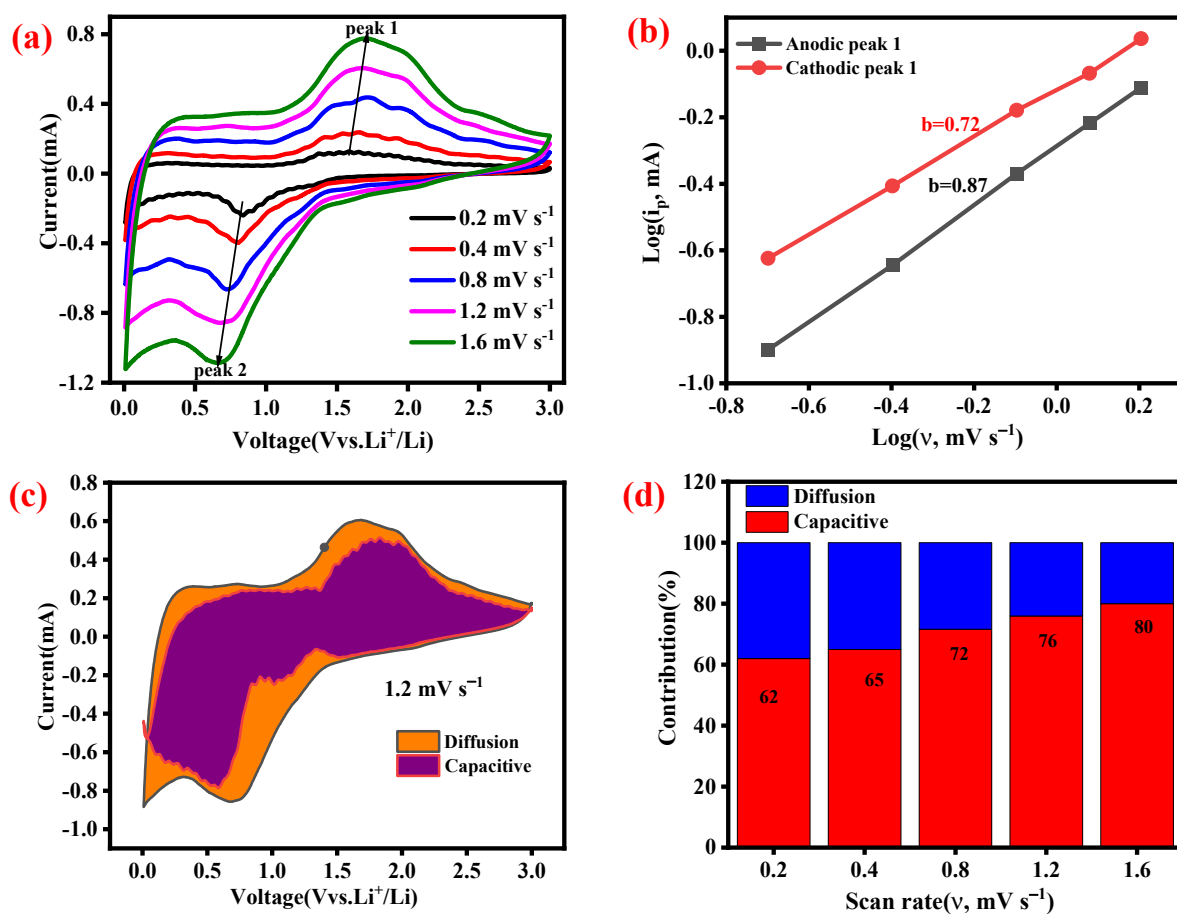 (a)
peak 1
0.8
0.4
0.0
-0.4
-0.8
-1.2
Current(mA)
0.2 mV s⁻¹
0.4 mV s⁻¹
0.8 mV s⁻¹
1.2 mV s⁻¹
1.6 mV s⁻¹
peak 2
0.0 0.5 1.0 1.5 2.0 2.5 3.0
Voltage(Vvs.Li⁺/Li)
(b)
Anodic peak 1
Cathodic peak 1
b=0.72
b=0.87
0.0
-0.2
-0.4
-0.6
-0.8
-1.0
Log(iₚ, mA)
-0.8 -0.4 -0.4 0.0 0.2
Log(ν, mV s⁻¹)
(c)
0.8
0.6
0.4
0.2
0.0
-0.2
-0.4
-0.6
-0.8
-1.0
Current(mA)
1.2 mV s⁻¹
Diffusion
Capacitive
0.0 0.5 1.0 1.5 2.0 2.5 3.0
Voltage(Vvs.Li⁺/Li)
(d)
Diffusion
Capacitive
120
100
80
60
40
20
0
Contribution(%)
62 65 72 76 80
0.2 0.4 0.8 1.2 1.6
Scan rate(ν, mV s⁻¹)